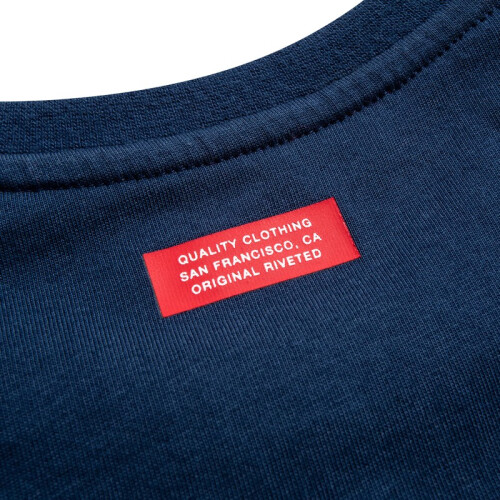 QUALITY CLOTHING
SAN FRANCISCO, CA
ORIGINAL RIVETED